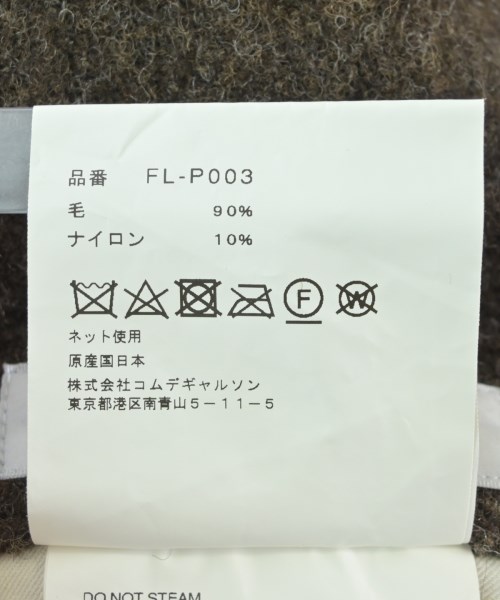 品番 FL-P003
毛 90%
ナイロン 10%
F W
ネット使用
原産国日本
株式会社コムデギャルソン
東京都港区南青山5-11-5
DO NOT STEAM